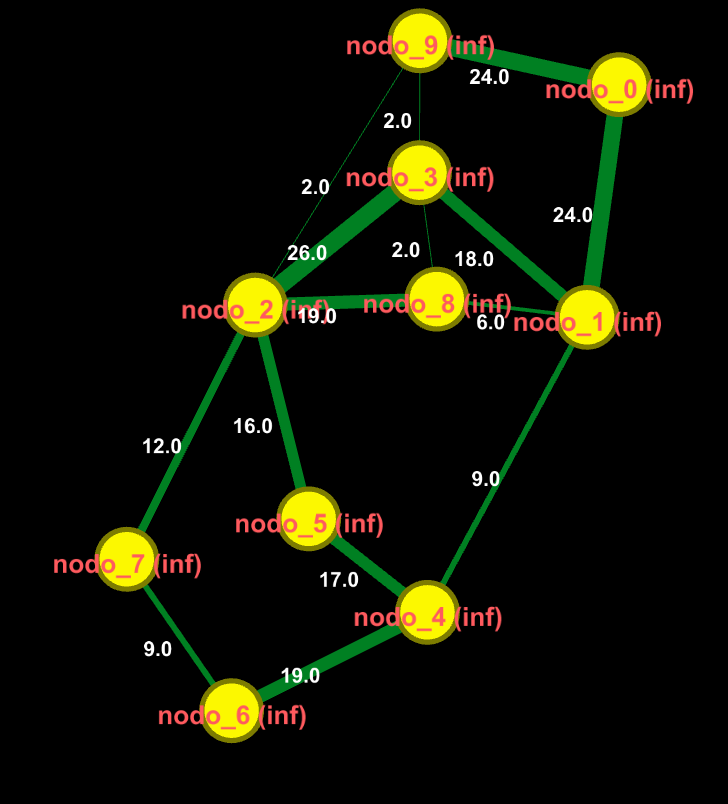 nodo_9 (inf)
24.0
nodo_0 (inf)
2.0
nodo_3 (inf)
2.0
24.0
26.0
2.0
18.0
nodo_2 (inf)
19.0
nodo_8 (inf)
6.0
nodo_1 (inf)
16.0
12.0
9.0
nodo_5 (inf)
nodo_7 (inf)
17.0
nodo_4 (inf)
9.0
19.0
nodo_6 (inf)